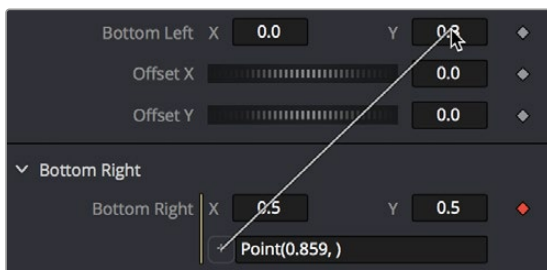 Bottom Left X 0.0 Y 0.3
Offset X 0.0
Offset Y 0.0
Bottom Right
Bottom Right X 0.5 Y 0.5
Point(0.859, )